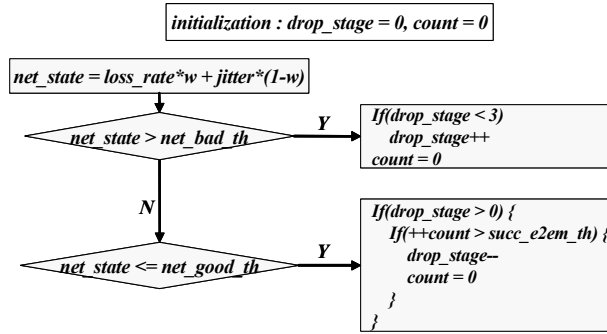 initialization : drop_stage = 0, count = 0
net_state = loss_rate*w + jitter*(1-w)
net_state > net_bad_th
Y
If(drop_stage < 3)
drop_stage++
count = 0
N
net_state <= net_good_th
Y
If(drop_stage > 0) {
If(++count > succ_e2em_th) {
drop_stage--
count = 0
}
}